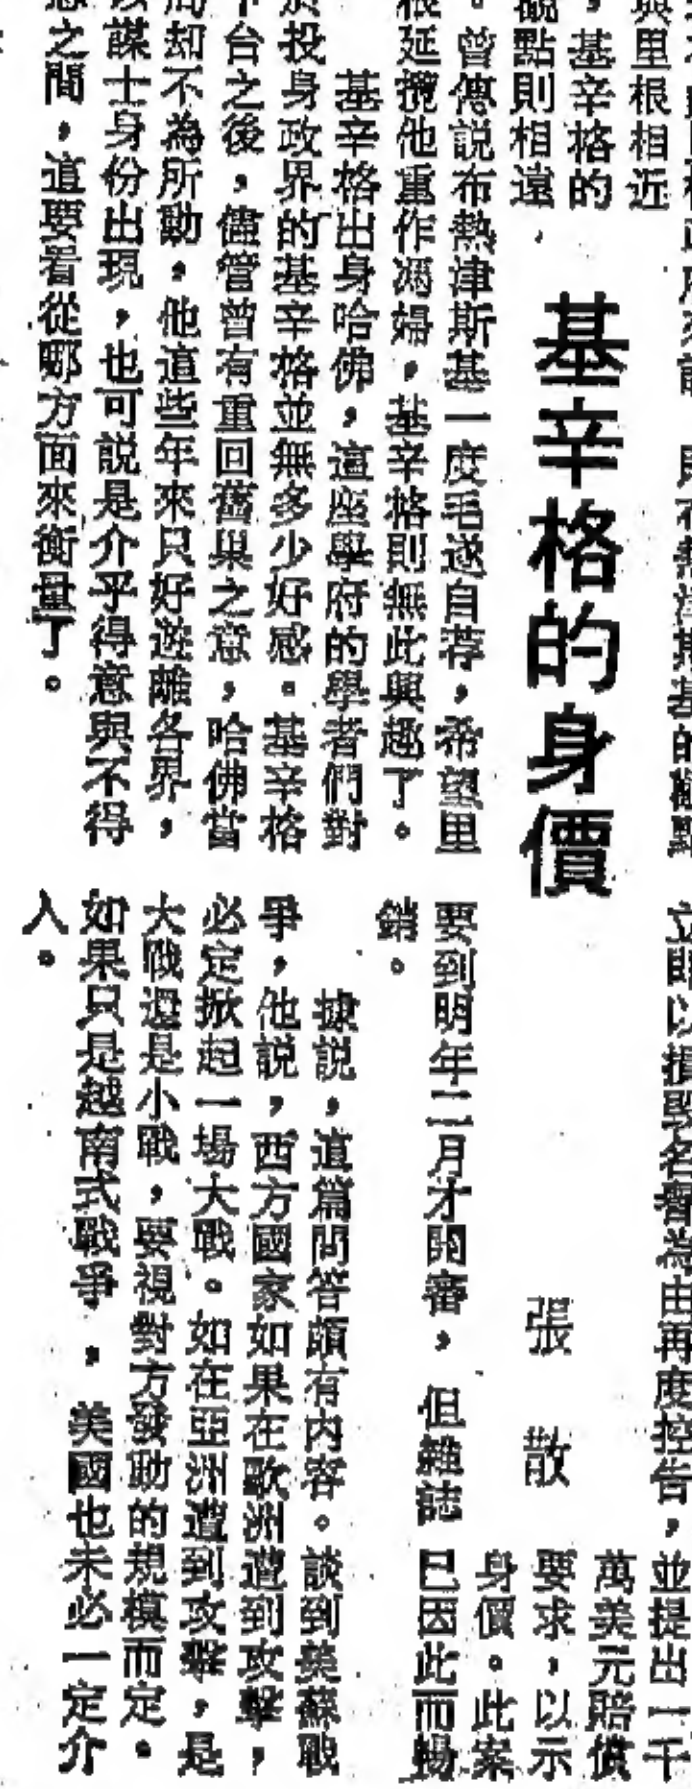 基辛格的身價
張散
與里根相近
，基辛格的
觀點則相遠
。曾傳説布熱津斯基一度毛遂自荐，希望里
根延攬他重作馮婦，基辛格則無此興趣了。
基辛格出身哈佛，這座學府的學者們對
於投身政界的基辛格並無多少好感。基辛格
下台之後，儘管曾有重回舊巢之意，哈佛當
局却不為所動，他這些年來只好遊離各界，
以謀士身份出現，也可説是介乎得意與不得
意之間，這要看從哪方面來衡量了。
立即以損毀名譽為由再度控告，並提出一千
萬美元賠償
要求，以示
身價。此案
要到明年二月才開審，但雜誌已因此而暢
銷。
據説，這篇問答頗有內容。談到美蘇戰
爭，他説，西方國家如果在歐洲遭到攻擊，
必定掀起一場大戰。如在亞洲遭到攻擊，是
大戰還是小戰，要視對方發動的規模而定。
如果只是越南式戰爭，美國也未必一定介
入。